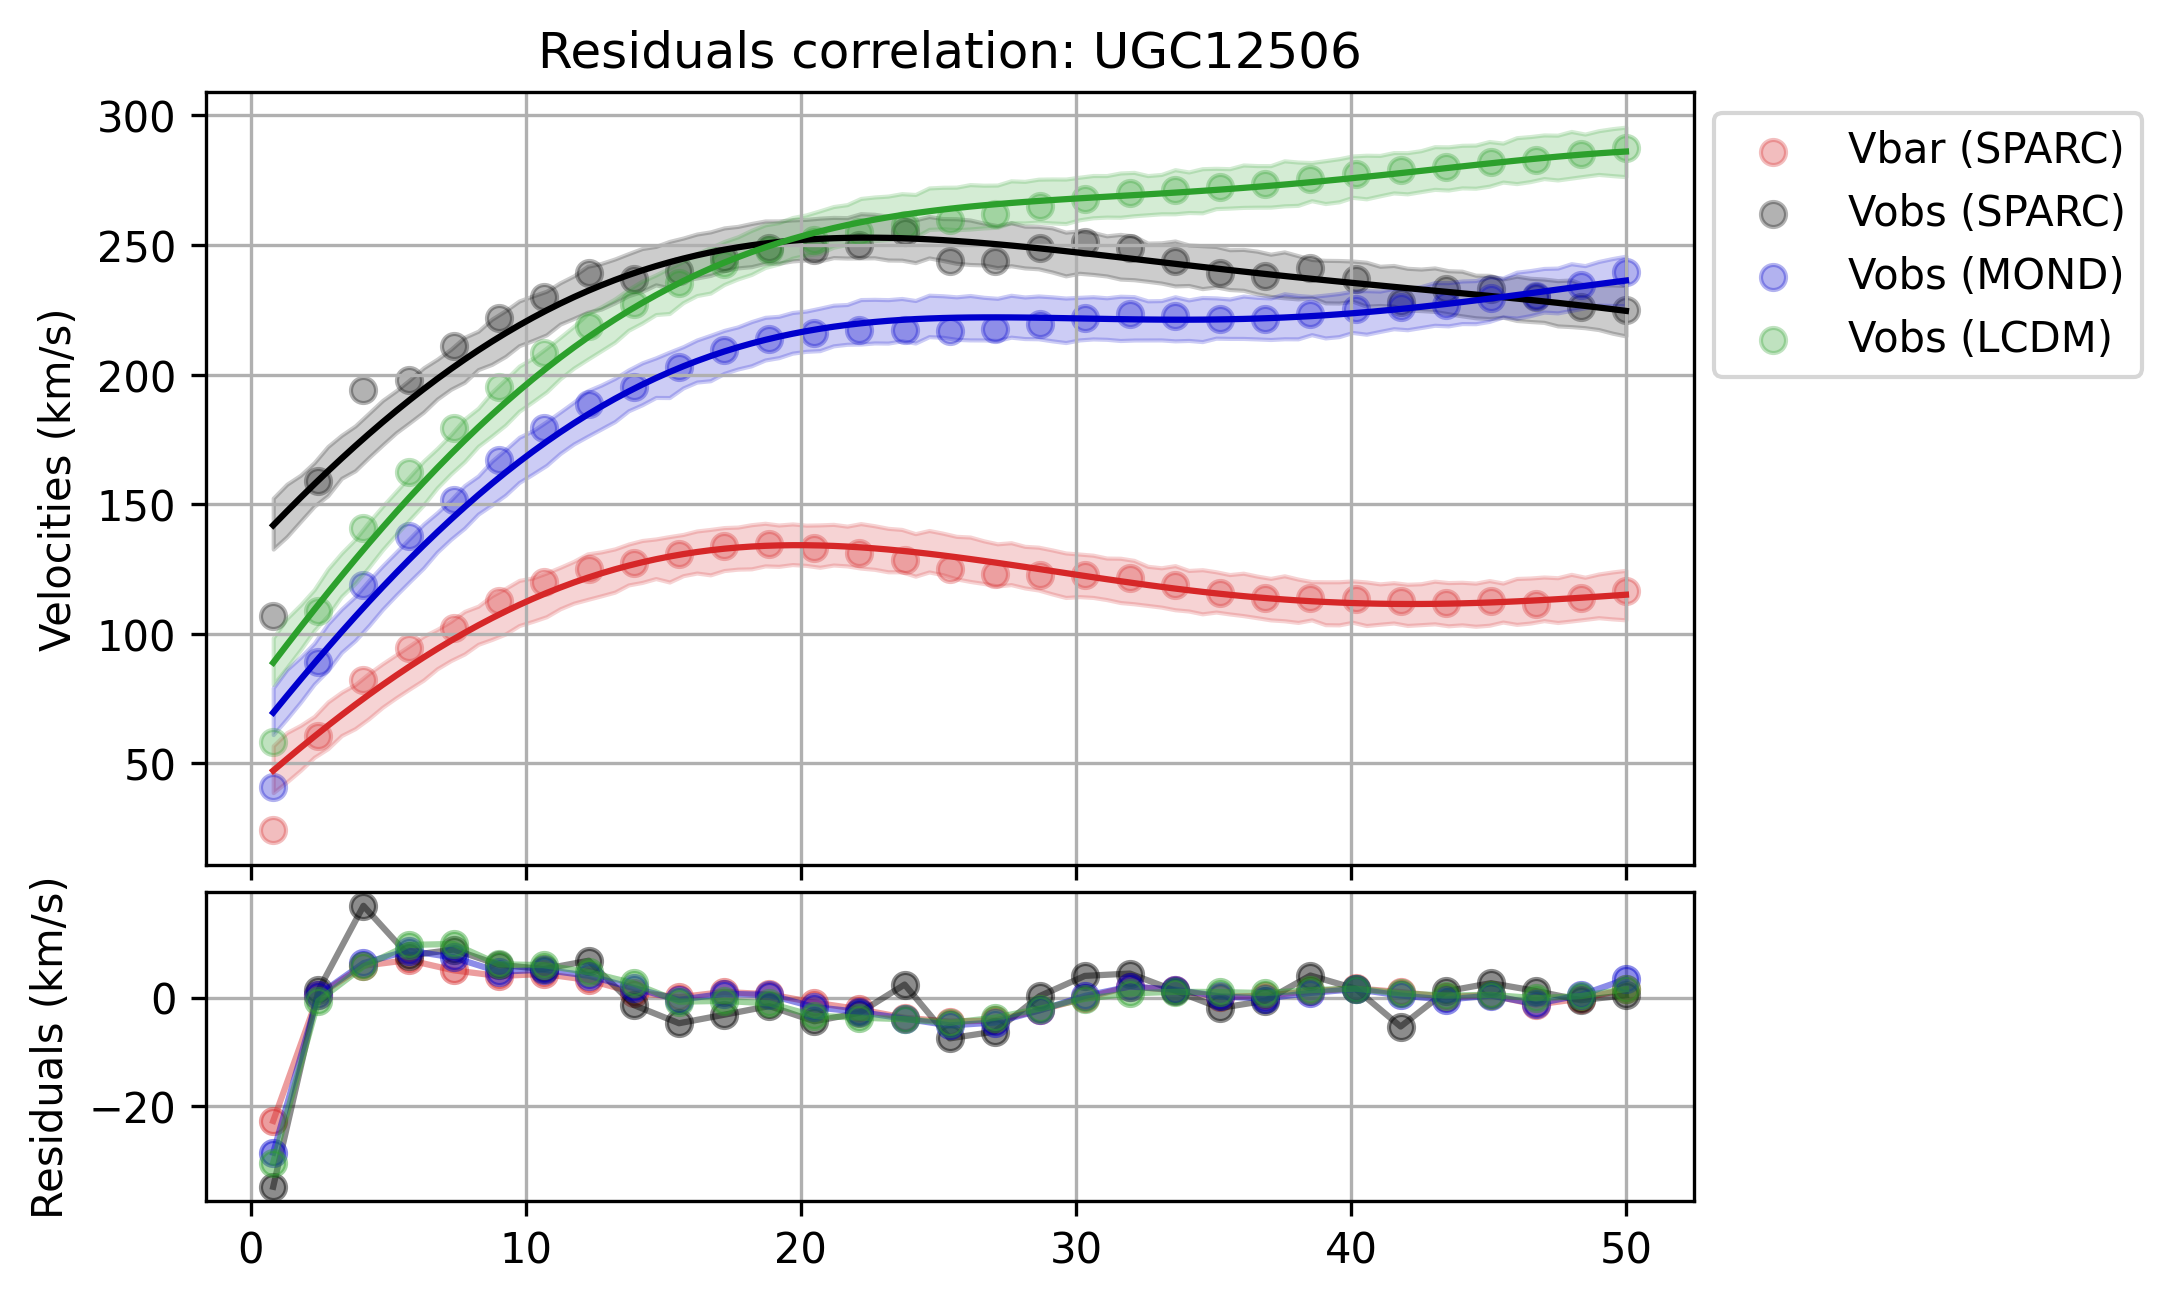 Residuals correlation: UGC12506
Velocities (km/s)
300
250
200
150
100
50
Vbar (SPARC)
Vobs (SPARC)
Vobs (MOND)
Vobs (LCDM)
Residuals (km/s)
0
−20
0 10 20 30 40 50